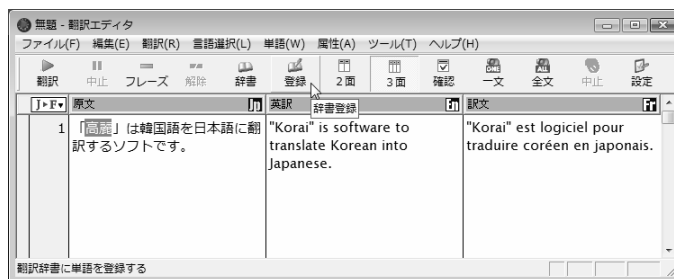 無題 - 翻訳エディタ
ファイル(F) 編集(E) 翻訳(R) 言語選択(L) 単語(W) 属性(A) ツール(T) ヘルプ(H)
翻訳 中止 フレーズ 解除 辞書 登録 2面 3面 確認 一文 全文 中止 設定
J▸F▾ 原文 英訳 訳文
辞書登録
1 「高麗」は韓国語を日本語に翻 "Korai" is software to "Korai" est logiciel pour
訳するソフトです。 translate Korean into traduire coréen en japonais.
Japanese.
翻訳辞書に単語を登録する